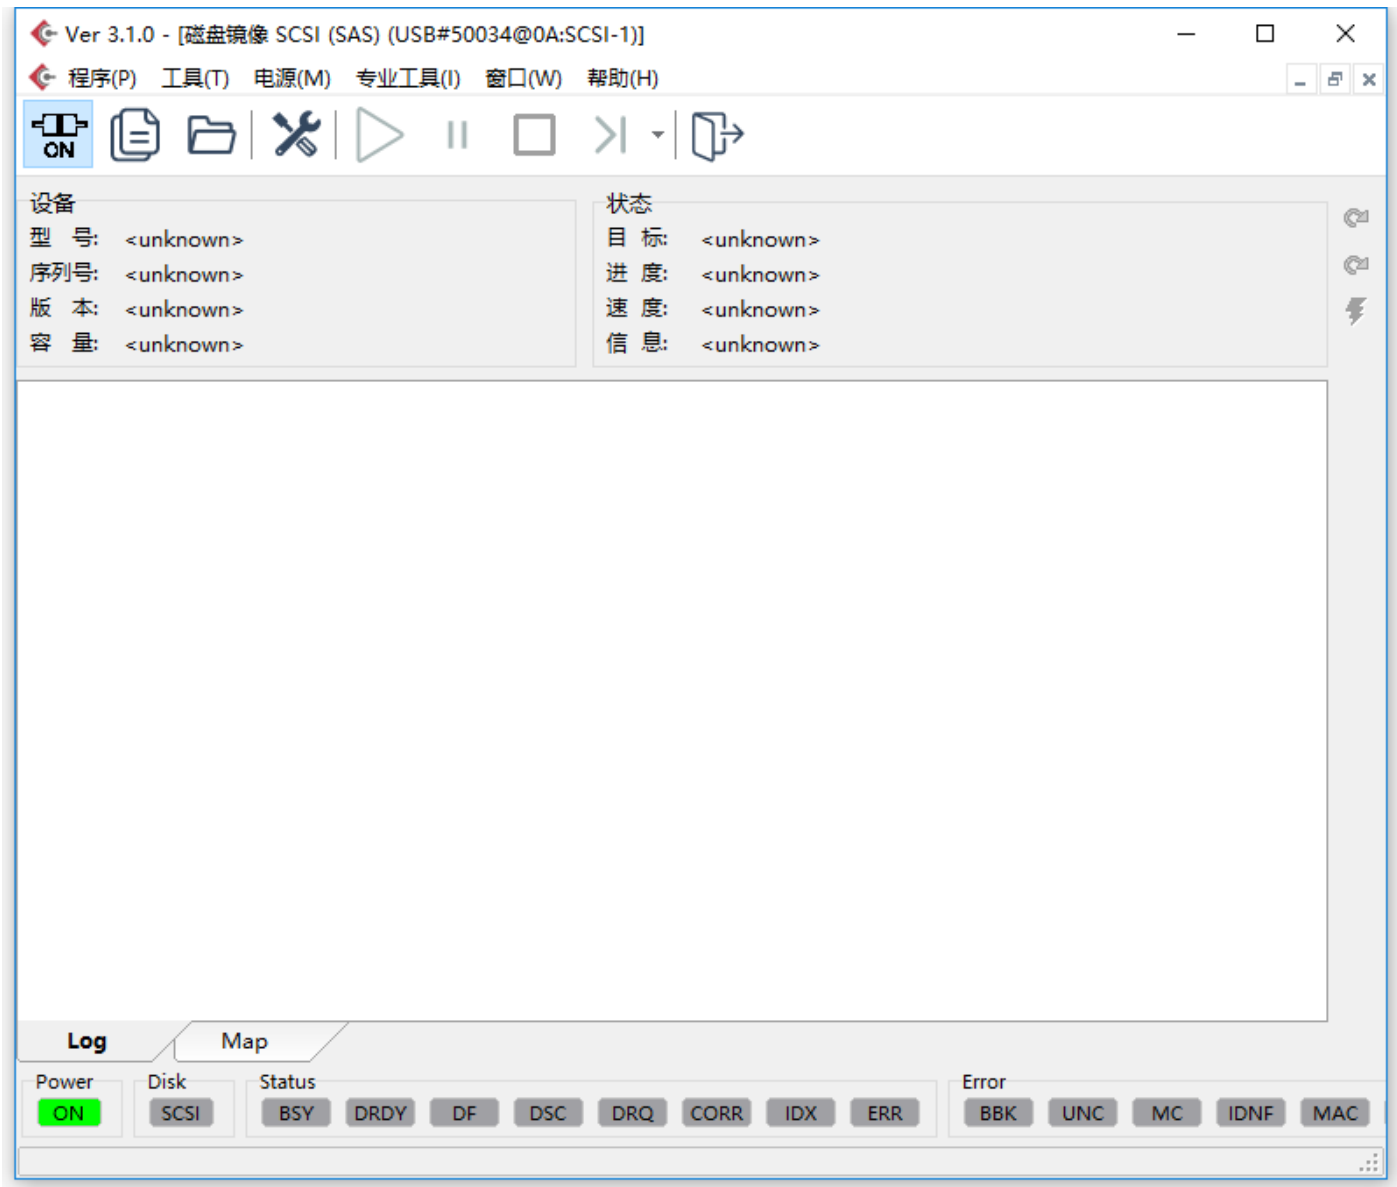 Ver 3.1.0 - [磁盘镜像 SCSI (SAS) (USB#50034@0A:SCSI-1)]
程序(P) 工具(T) 电源(M) 专业工具(I) 窗口(W) 帮助(H)
ON
设备
型 号: <unknown>
序列号: <unknown>
版 本: <unknown>
容 量: <unknown>
状态
目 标: <unknown>
进 度: <unknown>
速 度: <unknown>
信 息: <unknown>
Log Map
Power Disk Status Error
ON SCSI BSY DRDY DF DSC DRQ CORR IDX ERR BBK UNC MC IDNF MAC